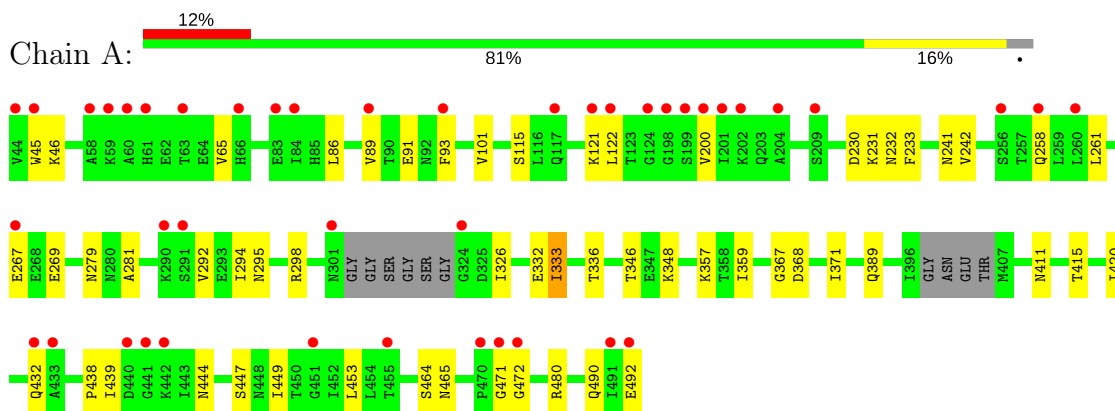 12%
Chain A:
81% 16% •
V44 W45 K46 A58 K59 A60 H61 E62 T63 E64 V65 H66 E83 I84 H85 L86 V89 T90 E91 N92 F93 V101 S115 L116 Q117 K121 L122 T123 G124 G198 S199 V200 I201 K202 Q203 A204 S209 D230 K231 N232 F233 N241 V242 S256 T257 Q258 L259 L260 L261
E267 E268 E269 N279 N280 A281 K290 S291 V292 E293 I294 N295 R298 N301 GLY GLY SER GLY SER GLY G324 D325 I326 E332 I333 T336 T346 E347 K348 K357 T358 I359 G367 D368 I371 Q389 I396 GLY ASN GLU THR M407 N411 T415
Q432 A433 P438 I439 D440 G441 K442 I443 N444 S447 N448 I449 T450 G451 I452 L453 L454 T455 S464 N465 P470 G471 G472 R480 Q490 I491 E492